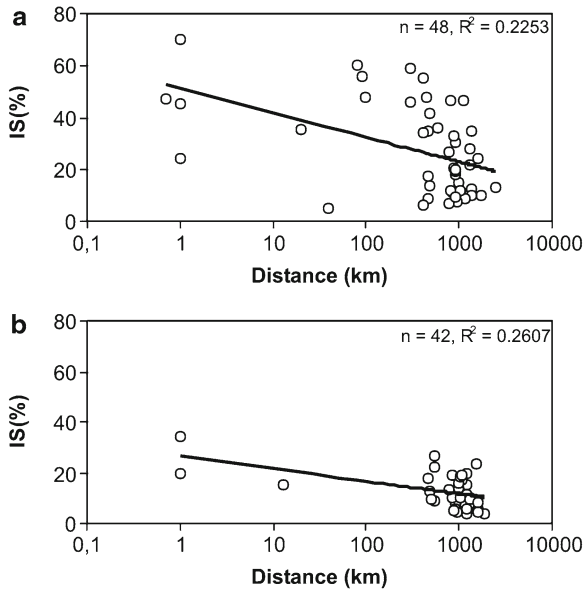 a
n = 48, R² = 0.2253
80
60
40
20
0
IS(%)
0,1 1 10 100 1000 10000
Distance (km)
b
n = 42, R² = 0.2607
80
60
40
20
0
IS(%)
0,1 1 10 100 1000 10000
Distance (km)